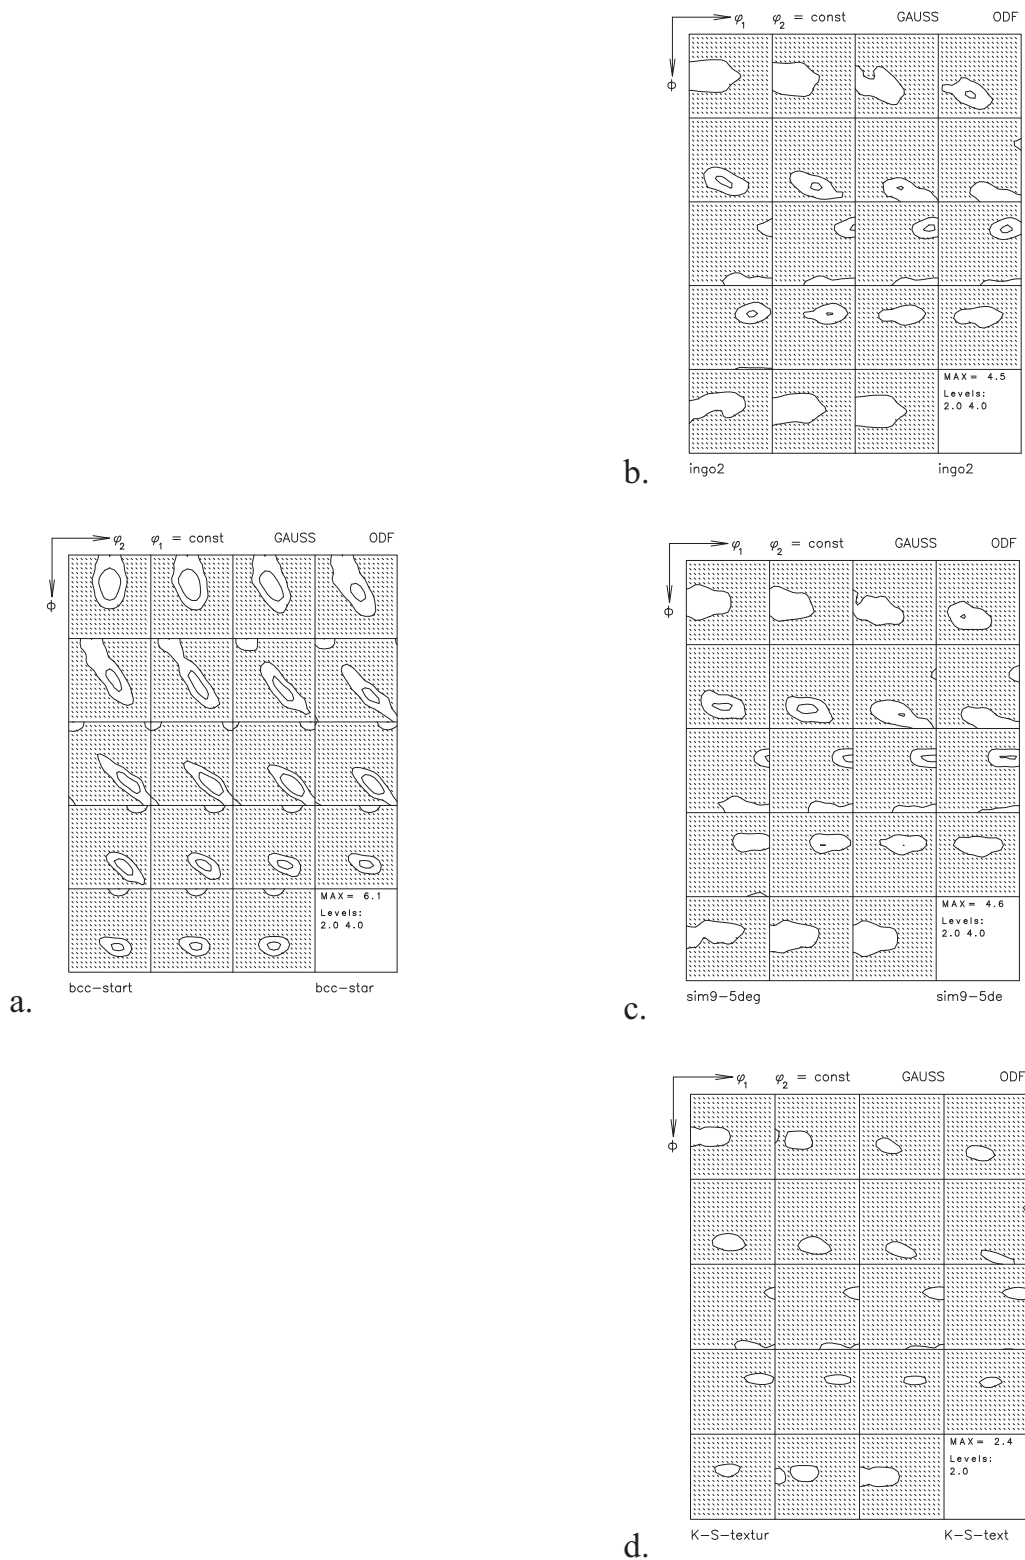 φ1 φ2 = const GAUSS ODF
Φ
MAX= 4.5
Levels:
2.0 4.0
ingo2 ingo2
b.
φ2 φ1 = const GAUSS ODF
Φ
MAX= 6.1
Levels:
2.0 4.0
bcc-start bcc-star
a.
φ1 φ2 = const GAUSS ODF
Φ
MAX= 4.6
Levels:
2.0 4.0
sim9-5deg sim9-5de
c.
φ1 φ2 = const GAUSS ODF
Φ
MAX= 2.4
Levels:
2.0
K-S-textur K-S-text
d.